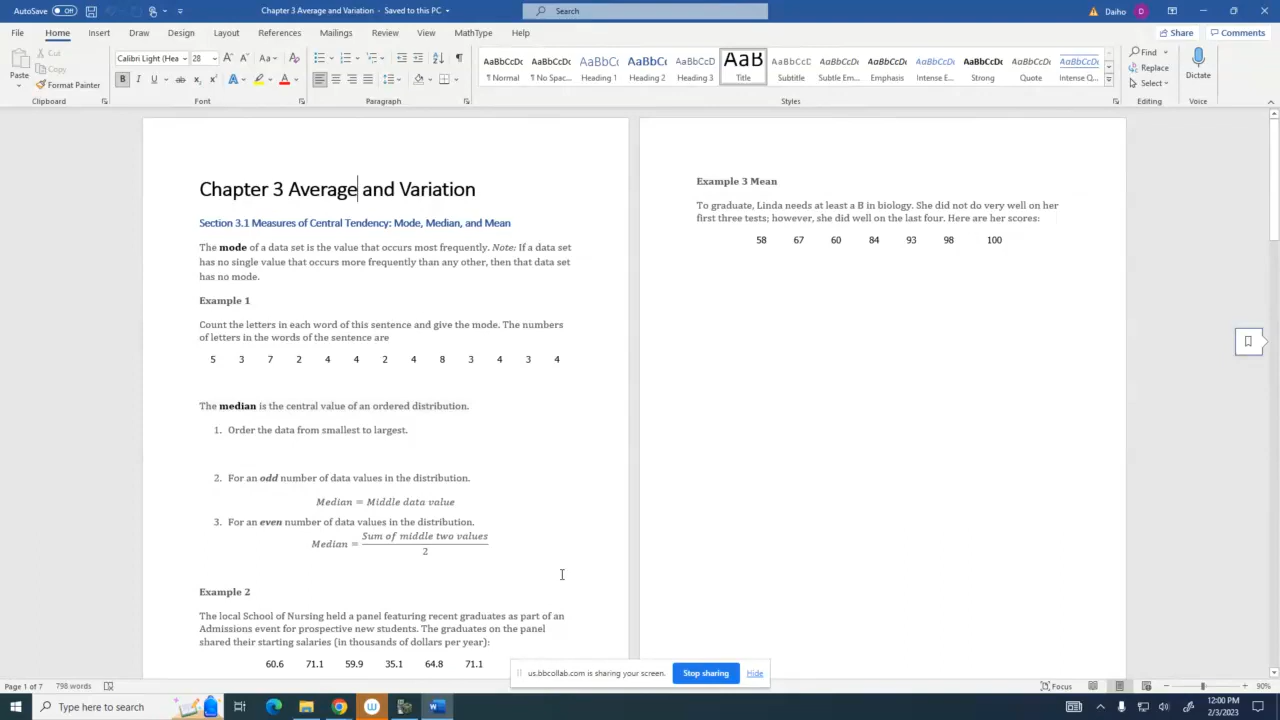 AutoSave Off Chapter 3 Average and Variation - Saved to this PC Search Daiho
File Home Insert Draw Design Layout References Mailings Review View MathType Help Share Comments
Paste Cut Copy Format Painter
Calibri Light (Hea 28
AaBbCcDc AaBbCcDc AaBbC AaBbCc AaBbCcD AaB AaBbCcD AaBbCcDt AaBbCcDt AaBbCcDt AaBbCcDc AaBbCcDt AaBbCcDt
¶ Normal ¶ No Spac... Heading 1 Heading 2 Heading 3 Title Subtitle Subtle Em... Emphasis Intense E... Strong Quote Intense Q...
Find Replace Select Dictate
Clipboard Font Paragraph Styles Editing Voice
Chapter 3 Average and Variation
Section 3.1 Measures of Central Tendency: Mode, Median, and Mean
The mode of a data set is the value that occurs most frequently. Note: If a data set
has no single value that occurs more frequently than any other, then that data set
has no mode.
Example 1
Count the letters in each word of this sentence and give the mode. The numbers
of letters in the words of the sentence are
5 3 7 2 4 4 2 4 8 3 4 3 4
The median is the central value of an ordered distribution.
1. Order the data from smallest to largest.
2. For an odd number of data values in the distribution.
Median = Middle data value
3. For an even number of data values in the distribution.
Median = Sum of middle two values
2
Example 2
The local School of Nursing held a panel featuring recent graduates as part of an
Admissions event for prospective new students. The graduates on the panel
shared their starting salaries (in thousands of dollars per year):
60.6 71.1 59.9 35.1 64.8 71.1
Example 3 Mean
To graduate, Linda needs at least a B in biology. She did not do very well on her
first three tests; however, she did well on the last four. Here are her scores:
58 67 60 84 93 98 100
us.bbcollab.com is sharing your screen. Stop sharing Hide
Page 1 of 7 798 words Focus 90%
Type here to search
12:00 PM
2/3/2023